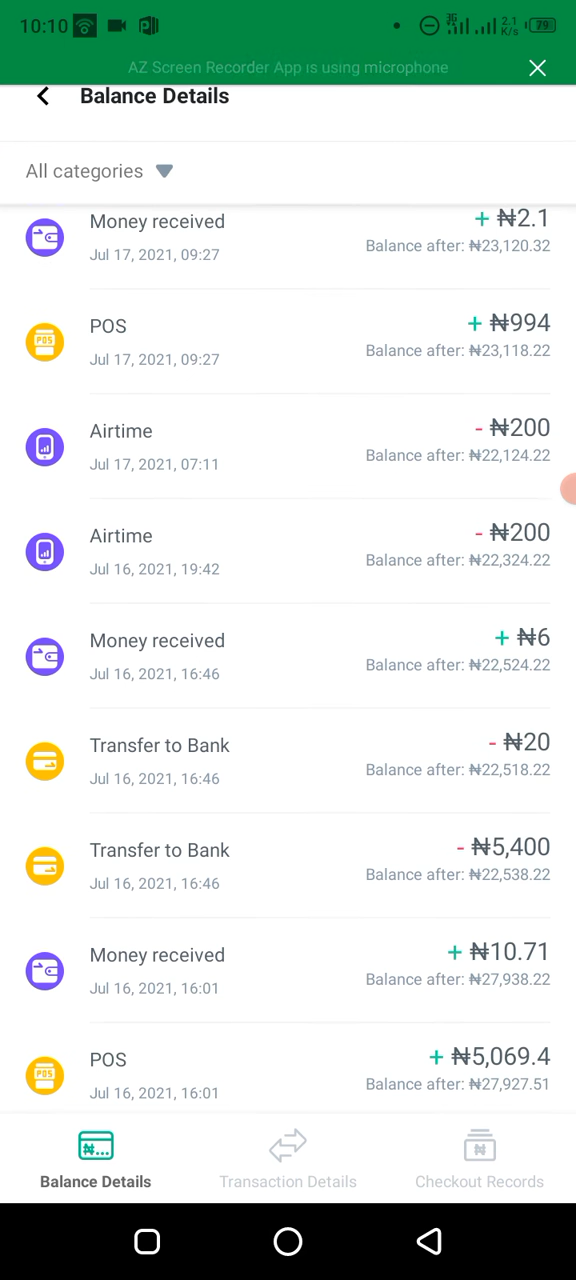 10:10 3G 2.1 K/s 79
AZ Screen Recorder App is using microphone
Balance Details
All categories
Money received + ₦2.1
Jul 17, 2021, 09:27 Balance after: ₦23,120.32
POS + ₦994
Jul 17, 2021, 09:27 Balance after: ₦23,118.22
Airtime - ₦200
Jul 17, 2021, 07:11 Balance after: ₦22,124.22
Airtime - ₦200
Jul 16, 2021, 19:42 Balance after: ₦22,324.22
Money received + ₦6
Jul 16, 2021, 16:46 Balance after: ₦22,524.22
Transfer to Bank - ₦20
Jul 16, 2021, 16:46 Balance after: ₦22,518.22
Transfer to Bank - ₦5,400
Jul 16, 2021, 16:46 Balance after: ₦22,538.22
Money received + ₦10.71
Jul 16, 2021, 16:01 Balance after: ₦27,938.22
POS + ₦5,069.4
Jul 16, 2021, 16:01 Balance after: ₦27,927.51
Balance Details Transaction Details Checkout Records